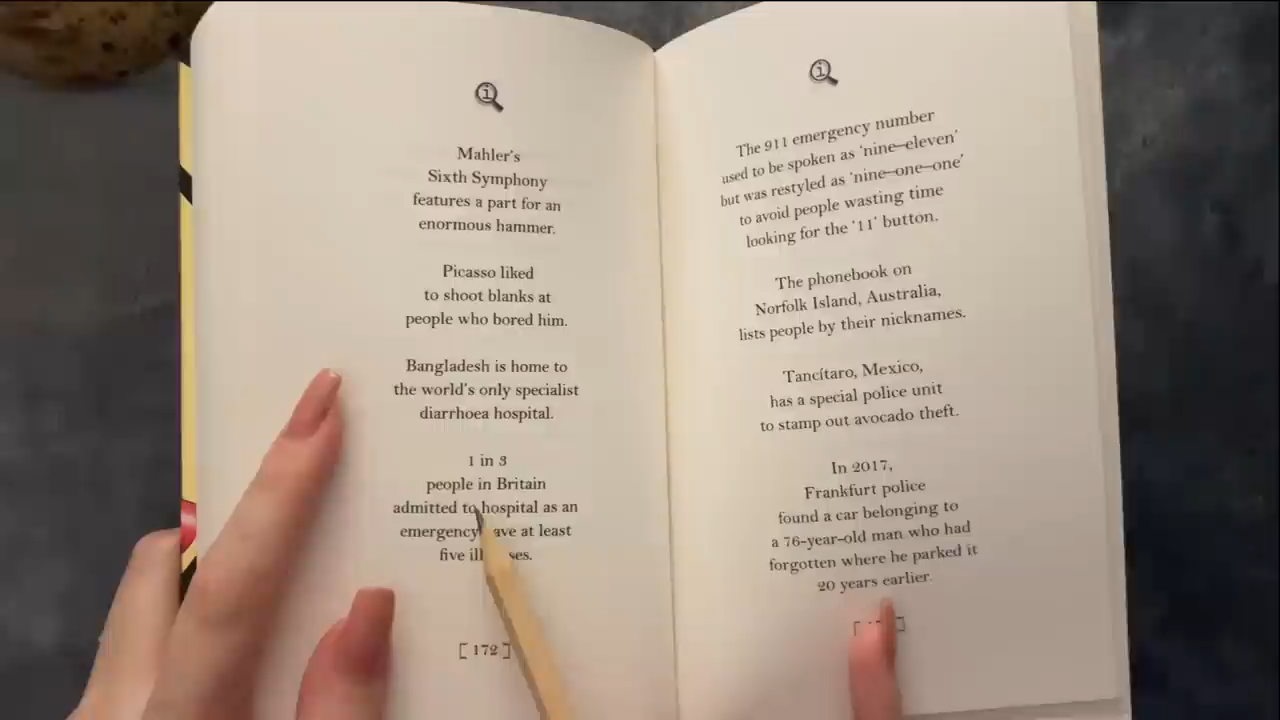 Mahler's
Sixth Symphony
features a part for an
enormous hammer.
Picasso liked
to shoot blanks at
people who bored him.
Bangladesh is home to
the world's only specialist
diarrhoea hospital.
1 in 3
people in Britain
admitted to hospital as an
emergency at least
five
[ 172 ]
The 911 emergency number
used to be spoken as ‘nine–eleven’
but was restyled as ‘nine–one–one’
to avoid people wasting time
looking for the ‘11’ button.
The phonebook on
Norfolk Island, Australia,
lists people by their nicknames.
Tancítaro, Mexico,
has a special police unit
to stamp out avocado theft.
In 2017,
Frankfurt police
found a car belonging to
a 76-year-old man who had
forgotten where he parked it
20 years earlier.